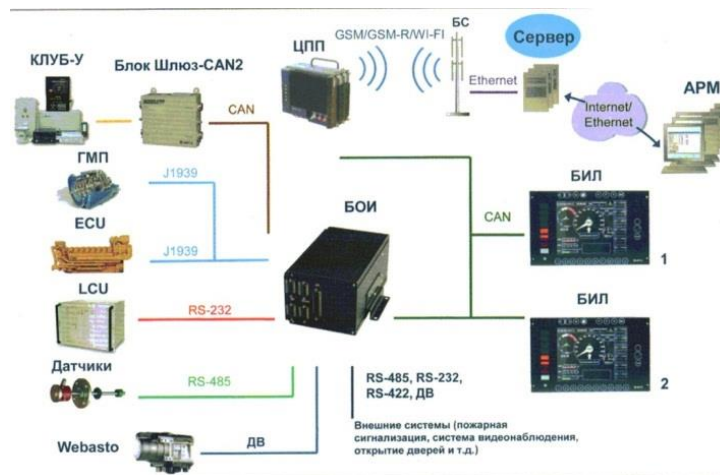 КЛУБ-У
Блок Шлюз-CAN2
ЦПП
GSM/GSM-R/WI-FI
БС
Сервер
CAN
Ethernet
Internet/
Ethernet
АРМ
ГМП
J1939
БОИ
БИЛ
CAN
ECU
J1939
1
LCU
RS-232
БИЛ
Датчики
RS-485
RS-485, RS-232,
RS-422, ДВ
2
Webasto
ДВ
Внешние системы (пожарная
сигнализация, система видеонаблюдения,
открытие дверей и т.д.)